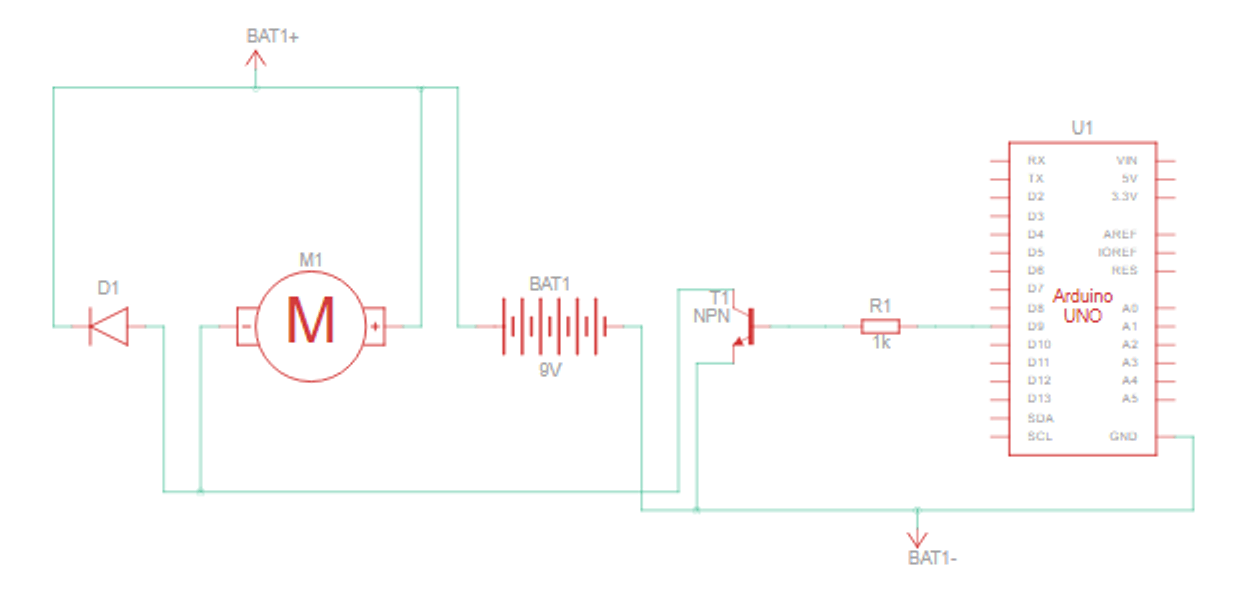 BAT1+
D1
M1
-
M
+
BAT1
9V
T1
NPN
R1
1k
U1
RX
TX
D2
D3
D4
D5
D6
D7
D8
D9
D10
D11
D12
D13
SDA
SCL
Arduino
UNO
VIN
5V
3.3V
AREF
IOREF
RES
A0
A1
A2
A3
A4
A5
GND
BAT1-